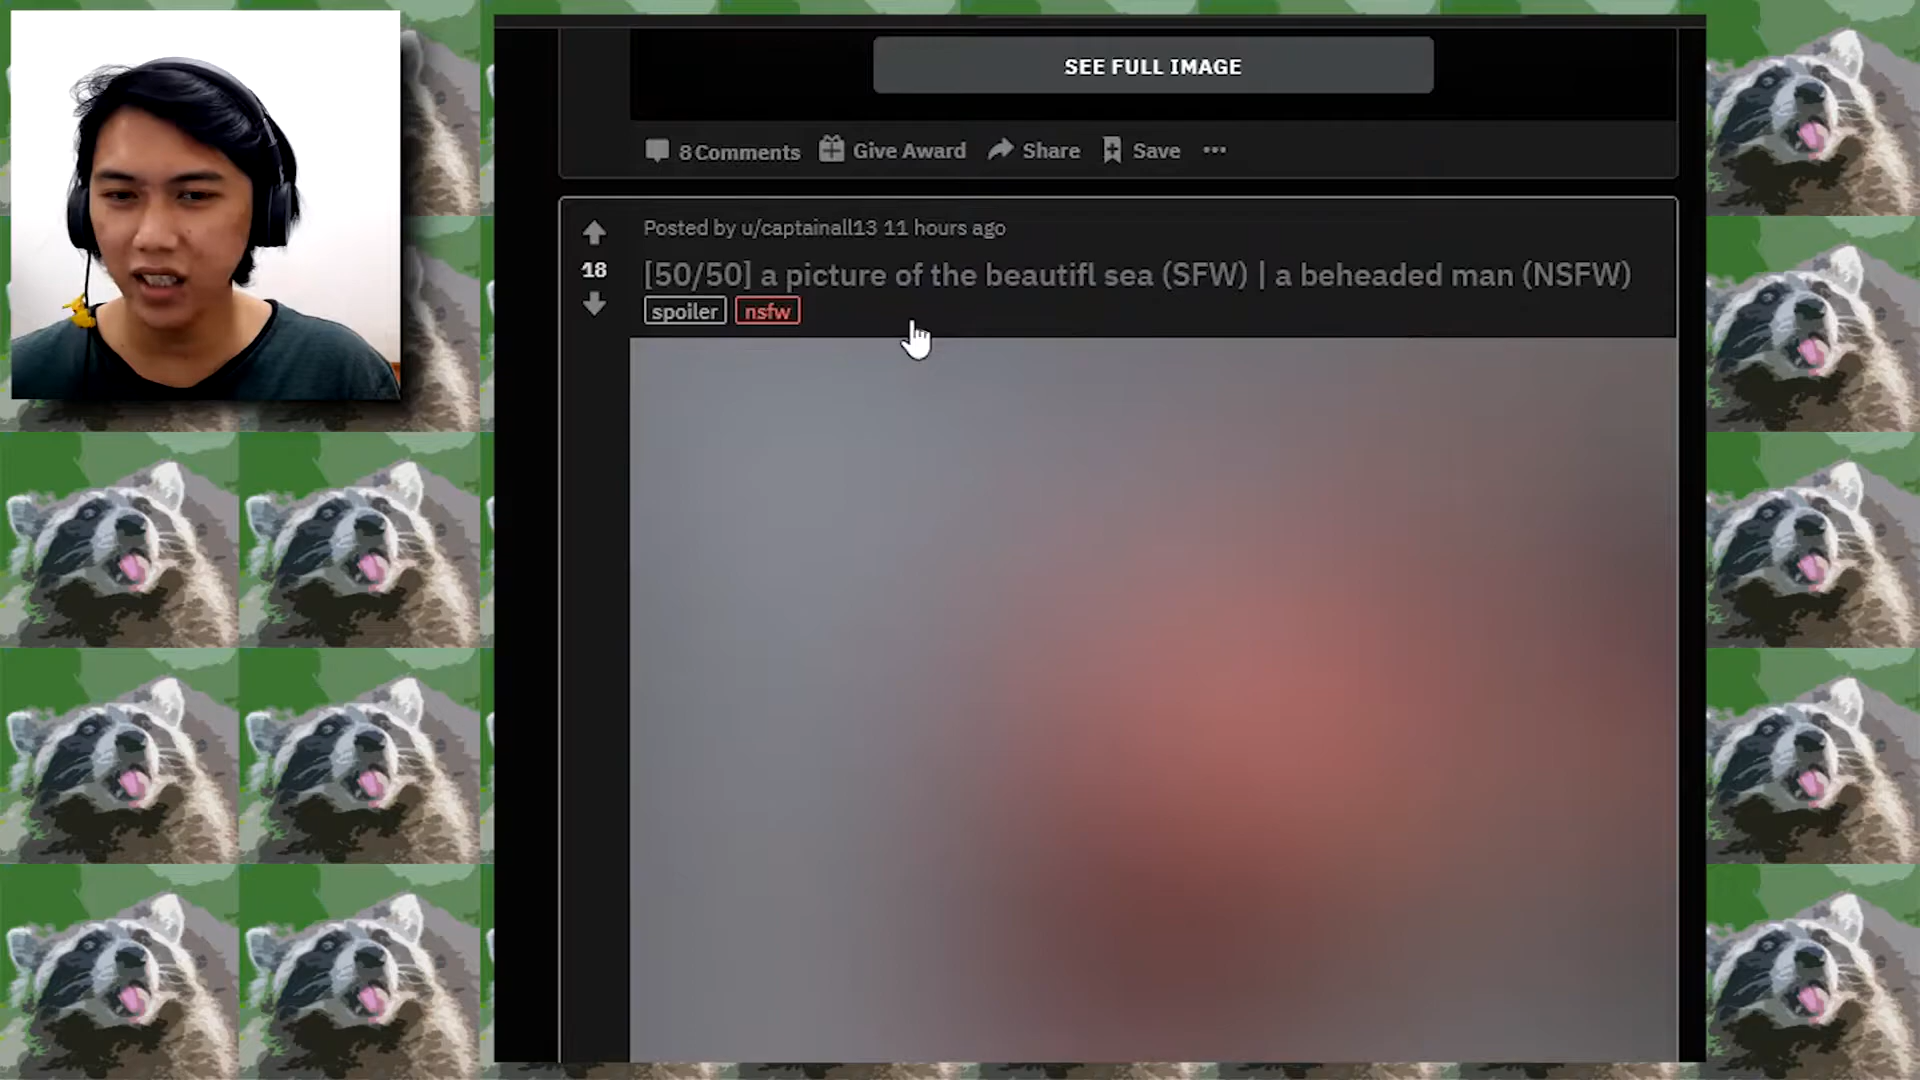 SEE FULL IMAGE
8 Comments Give Award Share Save
Posted by u/captainall13 11 hours ago
18
[50/50] a picture of the beautifl sea (SFW) | a beheaded man (NSFW)
spoiler nsfw